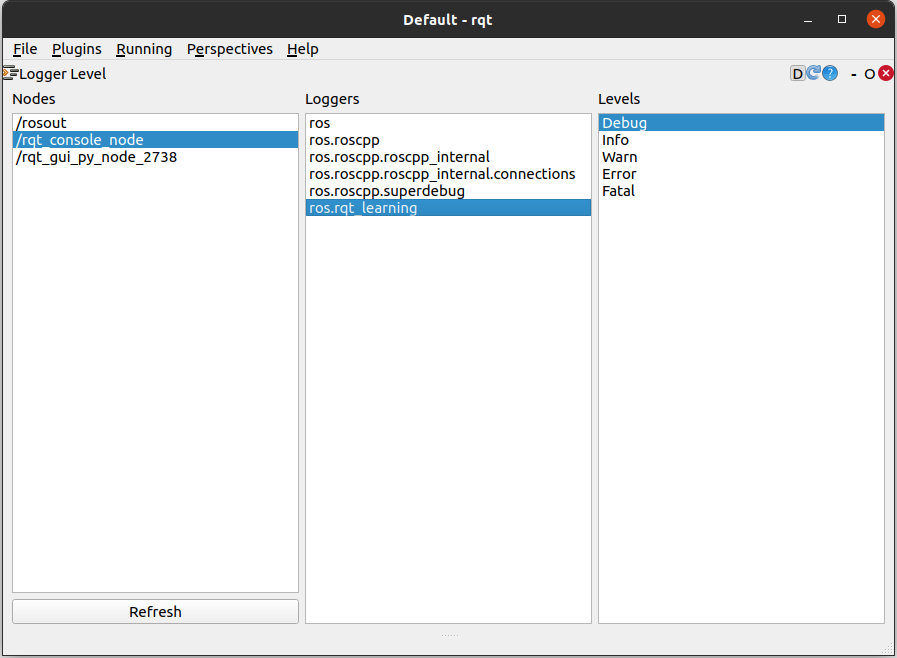 Default - rqt
File Plugins Running Perspectives Help
Logger Level
D ? - O
Nodes
/rosout
/rqt_console_node
/rqt_gui_py_node_2738
Refresh
Loggers
ros
ros.roscpp
ros.roscpp.roscpp_internal
ros.roscpp.roscpp_internal.connections
ros.roscpp.superdebug
ros.rqt_learning
Levels
Debug
Info
Warn
Error
Fatal